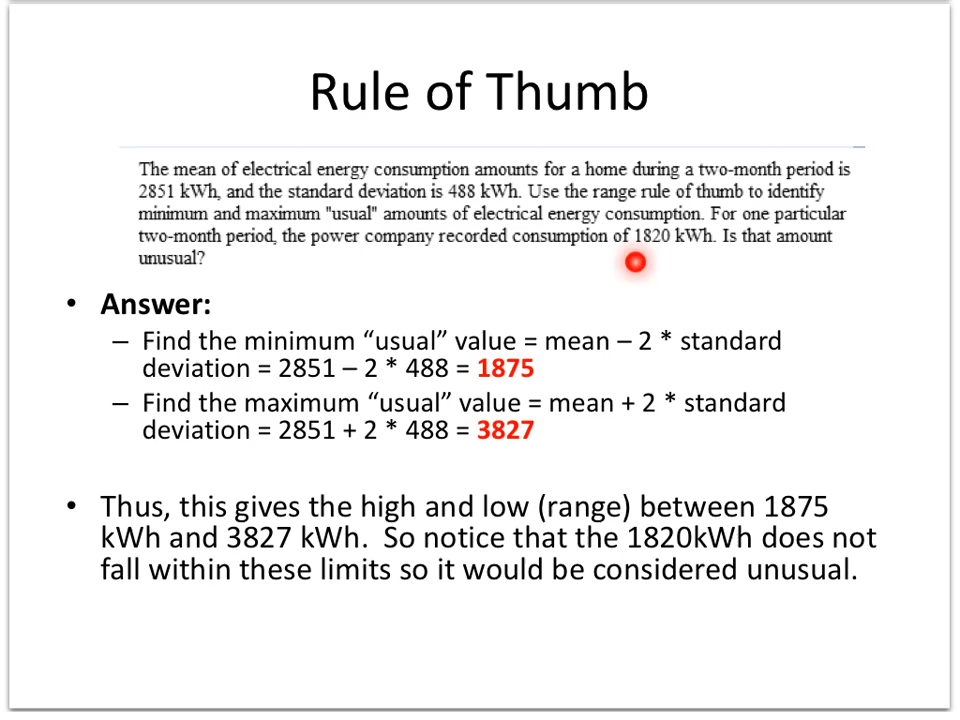 Rule of Thumb
The mean of electrical energy consumption amounts for a home during a two-month period is
2851 kWh, and the standard deviation is 488 kWh. Use the range rule of thumb to identify
minimum and maximum "usual" amounts of electrical energy consumption. For one particular
two-month period, the power company recorded consumption of 1820 kWh. Is that amount
unusual?
• Answer:
– Find the minimum “usual” value = mean – 2 * standard
deviation = 2851 – 2 * 488 = 1875
– Find the maximum “usual” value = mean + 2 * standard
deviation = 2851 + 2 * 488 = 3827
• Thus, this gives the high and low (range) between 1875
kWh and 3827 kWh. So notice that the 1820kWh does not
fall within these limits so it would be considered unusual.